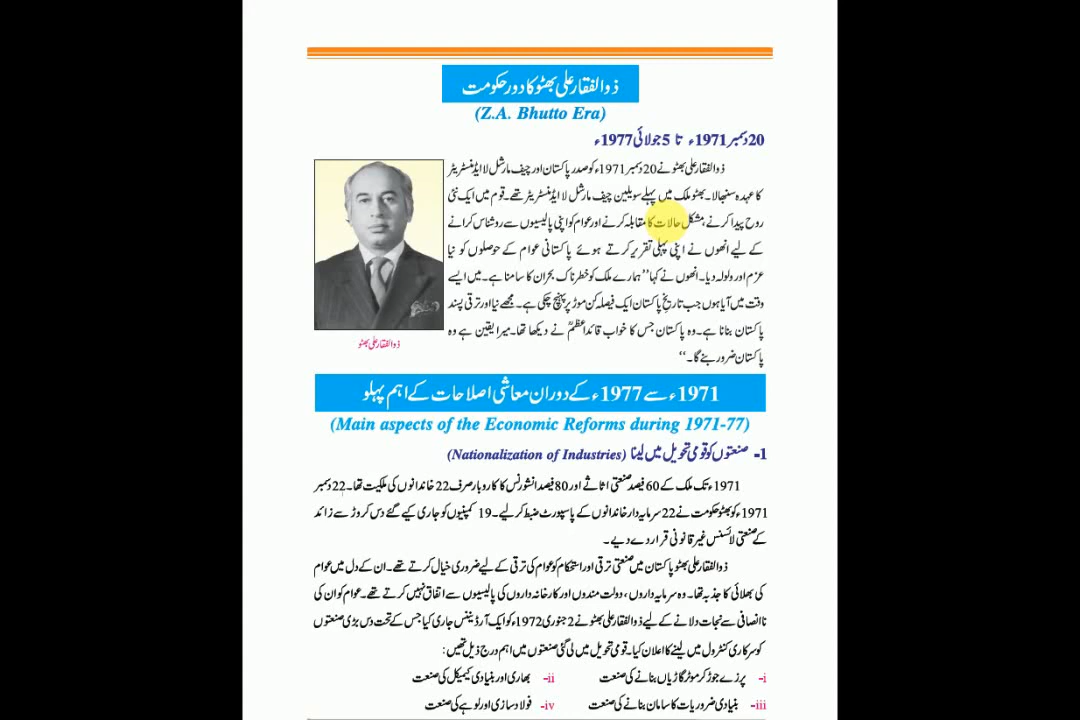 ذوالفقار علی بھٹو کا دور حکومت
(Z.A. Bhutto Era)
20 دسمبر 1971ء تا 5 جولائی 1977ء
ذوالفقار علی بھٹو نے 20 دسمبر 1971ء کو صدر پاکستان اور چیف مارشل لا ایڈمنسٹریٹر
کا عہدہ سنبھالا۔ بھٹو ملک میں پہلے سویلین چیف مارشل لا ایڈمنسٹریٹر تھے۔ قوم میں ایک نئی
روح پیدا کرنے، مشکل حالات کا مقابلہ کرنے اور عوام کو اپنی پالیسیوں سے روشناس کرانے
کے لیے انھوں نے اپنی پہلی تقریر کرتے ہوئے پاکستانی عوام کے حوصلوں کو نیا
عزم اور ولولہ دیا۔ انھوں نے کہا ”ہمارے ملک کو خطرناک بحران کا سامنا ہے۔ میں ایسے
وقت میں آیا ہوں جب تاریخِ پاکستان ایک فیصلہ کن موڑ پر پہنچ چکی ہے۔ مجھے نیا اور ترقی پسند
پاکستان بنانا ہے۔ وہ پاکستان جس کا خواب قائداعظمؒ نے دیکھا تھا۔ میرا یقین ہے وہ
پاکستان ضرور بنے گا۔“
ذوالفقار علی بھٹو
1971ء سے 1977ء کے دوران معاشی اصلاحات کے اہم پہلو
(Main aspects of the Economic Reforms during 1971-77)
1- صنعتوں کو قومی تحویل میں لینا (Nationalization of Industries)
1971ء تک ملک کے 60 فیصد صنعتی اثاثے اور 80 فیصد انشورنس کا کاروبار صرف 22 خاندانوں کی ملکیت تھا۔ 22 دسمبر
1971ء کو بھٹو حکومت نے 22 سرمایہ دار خاندانوں کے پاسپورٹ ضبط کر لیے۔ 19 کمپنیوں کو جاری کیے گئے دس کروڑ سے زائد
کے صنعتی لائسنس غیر قانونی قرار دے دیے۔
ذوالفقار علی بھٹو پاکستان میں صنعتی ترقی اور استحکام کو عوام کی ترقی کے لیے ضروری خیال کرتے تھے۔ ان کے دل میں عوام
کی بھلائی کا جذبہ تھا۔ وہ سرمایہ داروں، دولت مندوں اور کارخانہ داروں کی پالیسیوں سے اتفاق نہیں کرتے تھے۔ عوام کو ان کی
ناانصافی سے نجات دلانے کے لیے ذوالفقار علی بھٹو نے 2 جنوری 1972ء کو ایک آرڈیننس جاری کیا جس کے تحت دس بڑی صنعتوں
کو سرکاری کنٹرول میں لینے کا اعلان کیا۔ قومی تحویل میں لی گئی صنعتوں میں اہم درج ذیل تھیں:
i- پرزے جوڑ کر موٹر گاڑیاں بنانے کی صنعت ii- بھاری اور بنیادی کیمیکل کی صنعت
iii- بنیادی ضروریات کا سامان بنانے کی صنعت iv- فولاد سازی اور لوہے کی صنعت